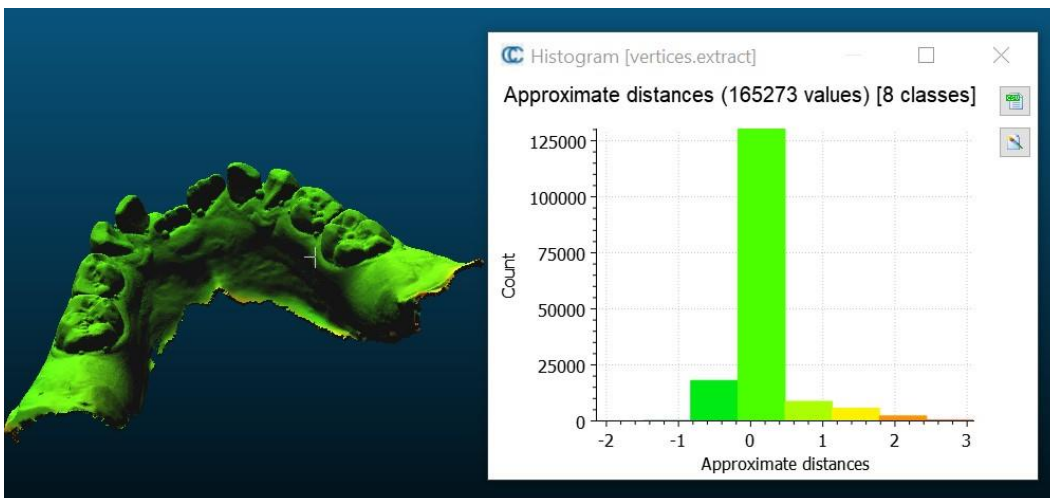 Histogram [vertices.extract]
Approximate distances (165273 values) [8 classes]
125000
100000
75000
50000
25000
0
Count
-2 -1 0 1 2 3
Approximate distances